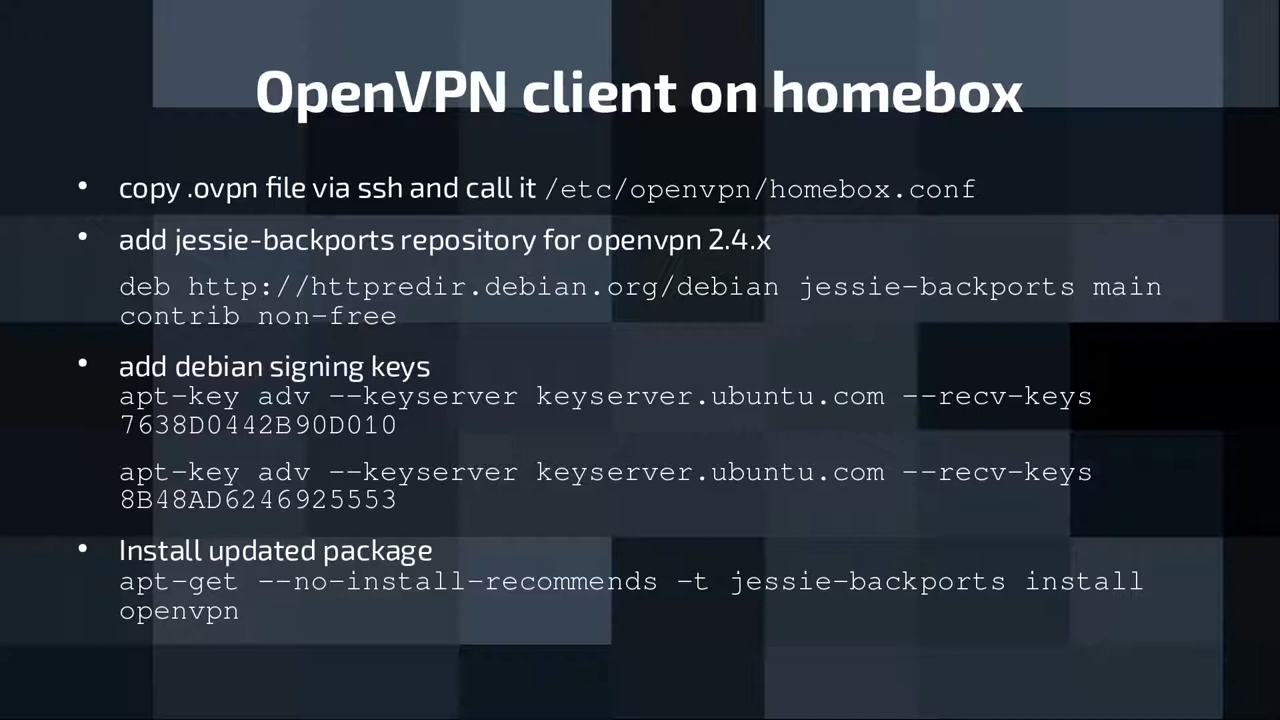 OpenVPN client on homebox
• copy .ovpn file via ssh and call it /etc/openvpn/homebox.conf
• add jessie-backports repository for openvpn 2.4.x
deb http://httpredir.debian.org/debian jessie-backports main
contrib non-free
• add debian signing keys
apt-key adv --keyserver keyserver.ubuntu.com --recv-keys
7638D0442B90D010
apt-key adv --keyserver keyserver.ubuntu.com --recv-keys
8B48AD6246925553
• Install updated package
apt-get --no-install-recommends -t jessie-backports install
openvpn